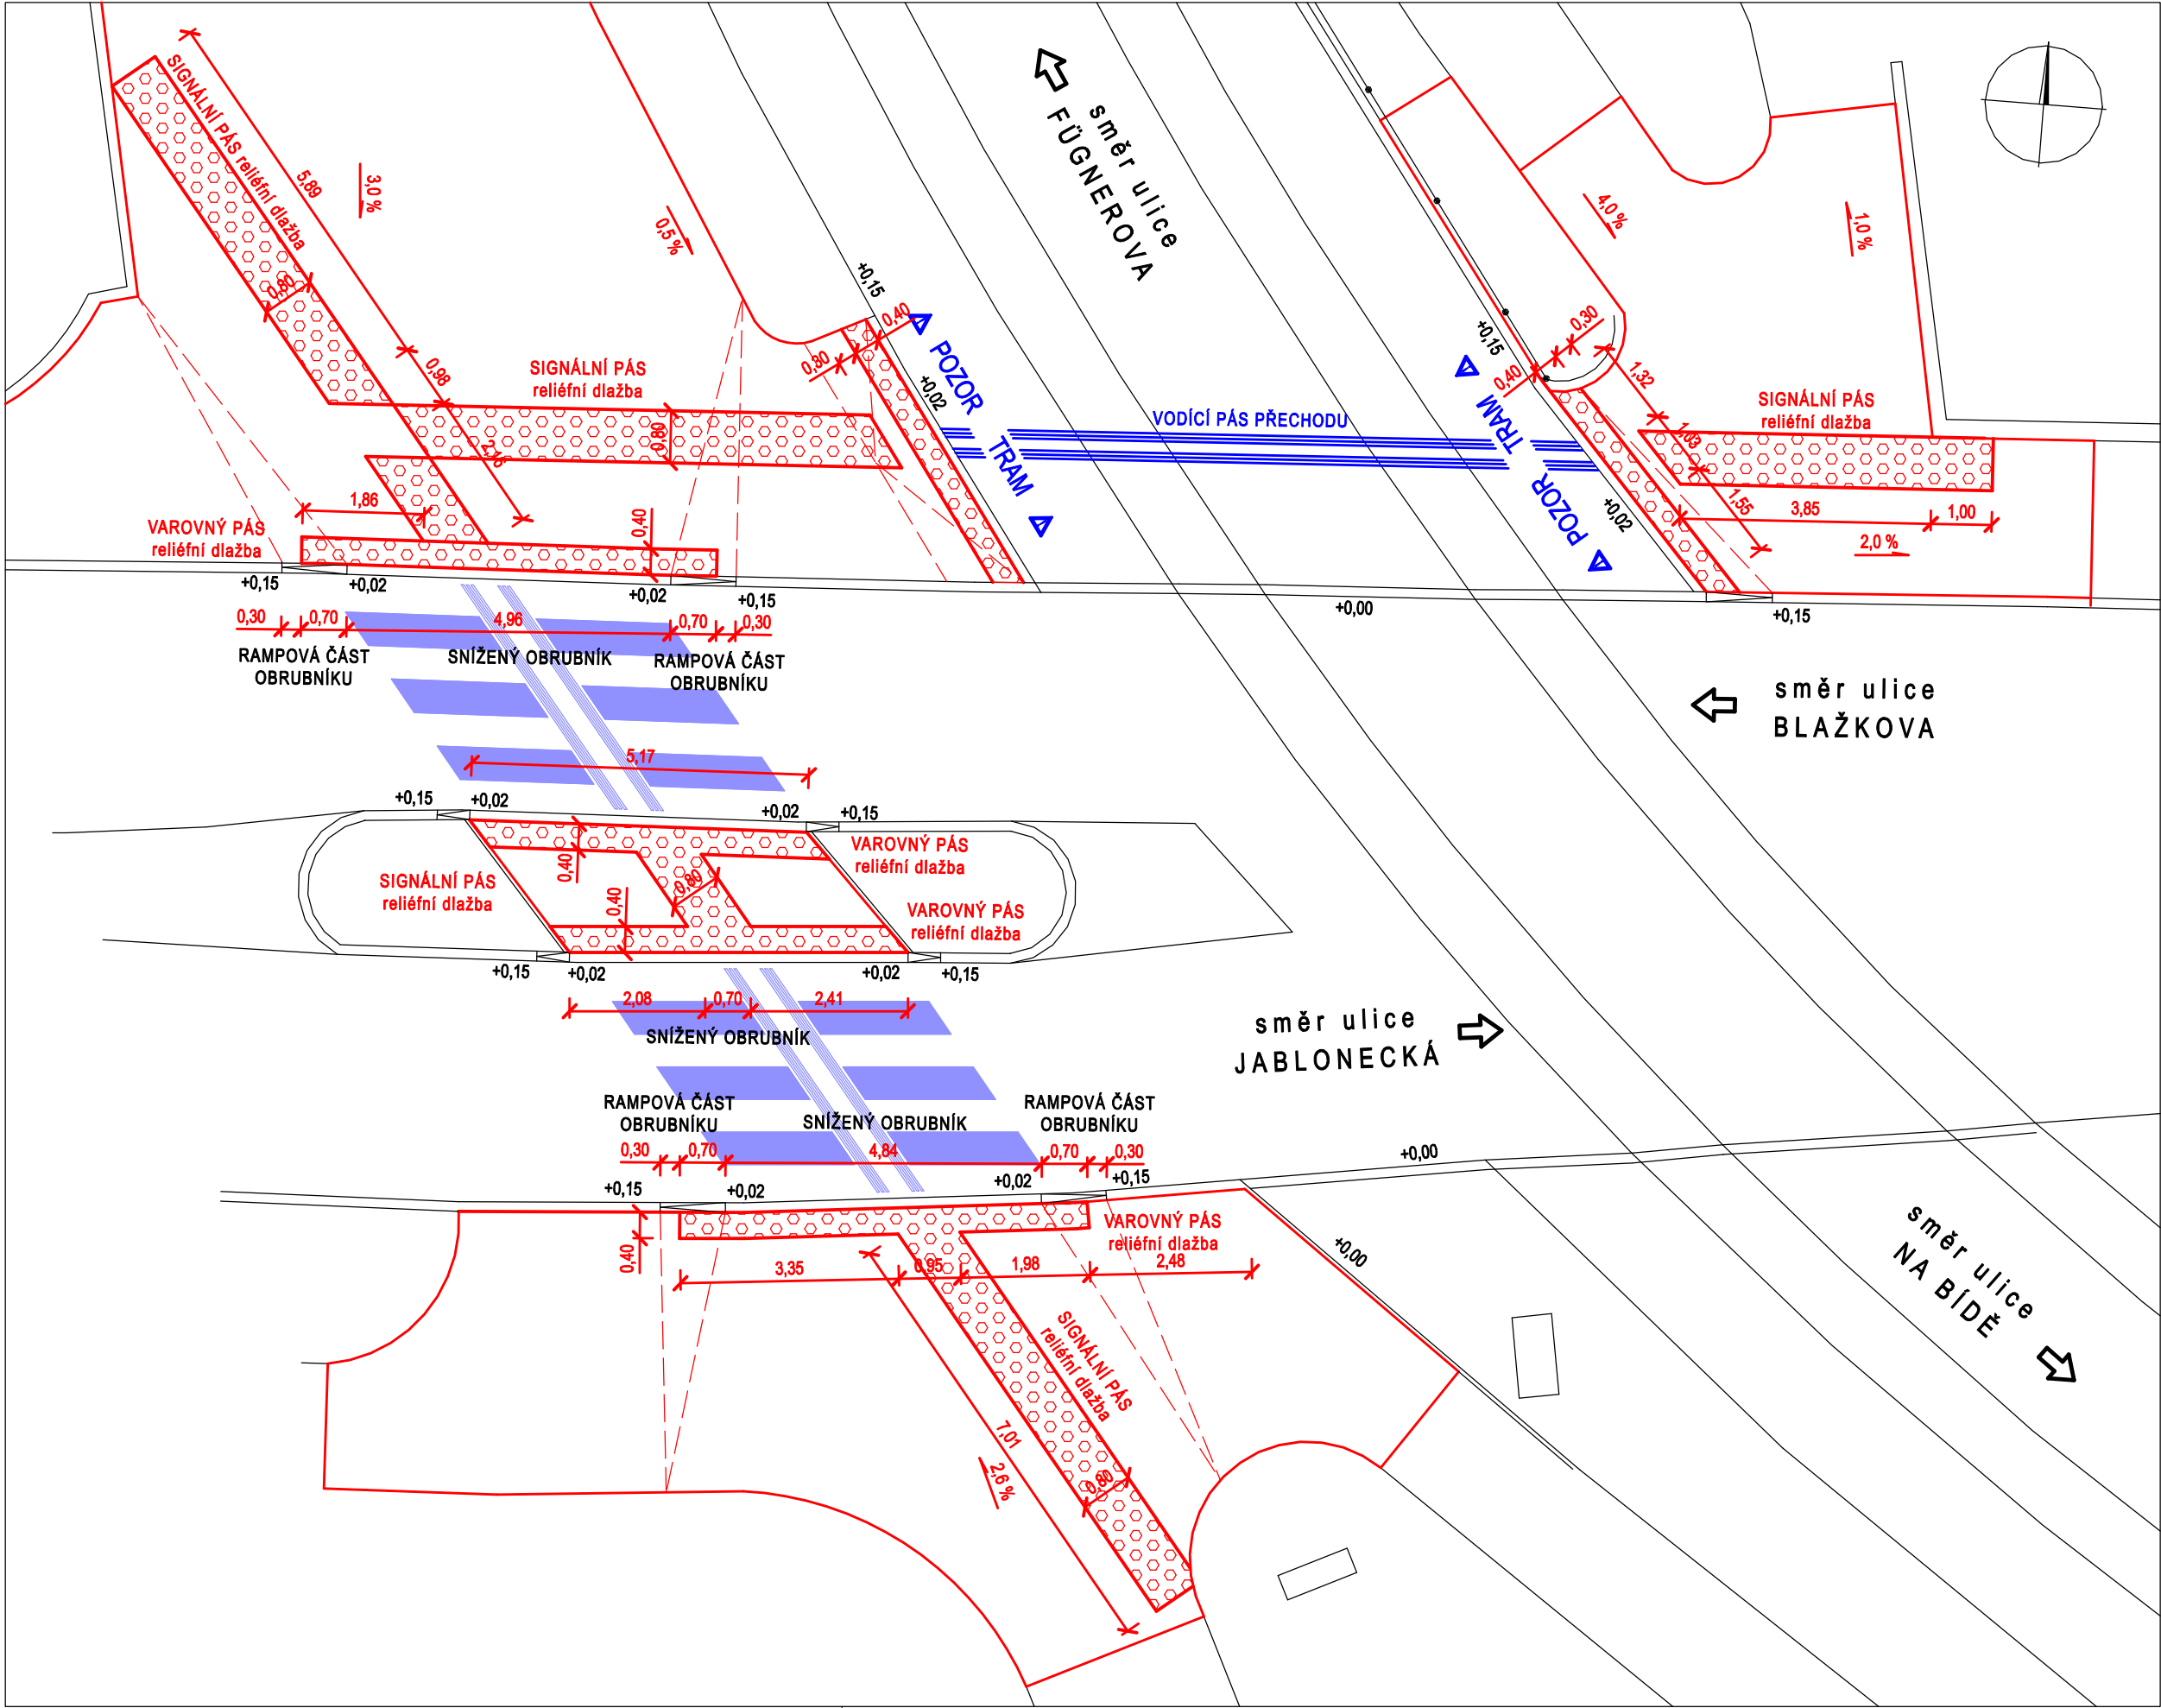 SIGNÁLNÍ PÁS reliéfní dlažba
5,89
3,0 %
0,5 %
0,80
0,98
2,46
SIGNÁLNÍ PÁS
reliéfní dlažba
0,80
0,30
0,40
+0,15
+0,02
směr ulice
FÜGNEROVA
POZOR
TRAM
VODÍCÍ PÁS PŘECHODU
TRAM
POZOR
+0,15
+0,02
0,40
0,30
1,32
1,03
1,55
4,0 %
1,0 %
SIGNÁLNÍ PÁS
reliéfní dlažba
3,85
1,00
2,0 %
1,86
VAROVNÝ PÁS
reliéfní dlažba
0,40
+0,15
+0,02
+0,02
+0,15
+0,00
+0,15
0,30
0,70
4,96
0,70
0,30
RAMPOVÁ ČÁST
OBRUBNÍKU
SNÍŽENÝ OBRUBNÍK
RAMPOVÁ ČÁST
OBRUBNÍKU
směr ulice
BLAŽKOVA
5,17
+0,15
+0,02
+0,02
+0,15
VAROVNÝ PÁS
reliéfní dlažba
0,40
0,80
SIGNÁLNÍ PÁS
reliéfní dlažba
0,40
VAROVNÝ PÁS
reliéfní dlažba
+0,15
+0,02
+0,02
+0,15
2,08
0,70
2,41
SNÍŽENÝ OBRUBNÍK
směr ulice
JABLONECKÁ
RAMPOVÁ ČÁST
OBRUBNÍKU
SNÍŽENÝ OBRUBNÍK
RAMPOVÁ ČÁST
OBRUBNÍKU
0,30
0,70
4,84
0,70
0,30
+0,00
+0,15
+0,02
+0,02
+0,15
0,40
VAROVNÝ PÁS
reliéfní dlažba
3,35
0,95
1,98
2,48
+0,00
SIGNÁLNÍ PÁS
reliéfní dlažba
7,01
2,6 %
0,80
směr ulice
NA BÍDĚ